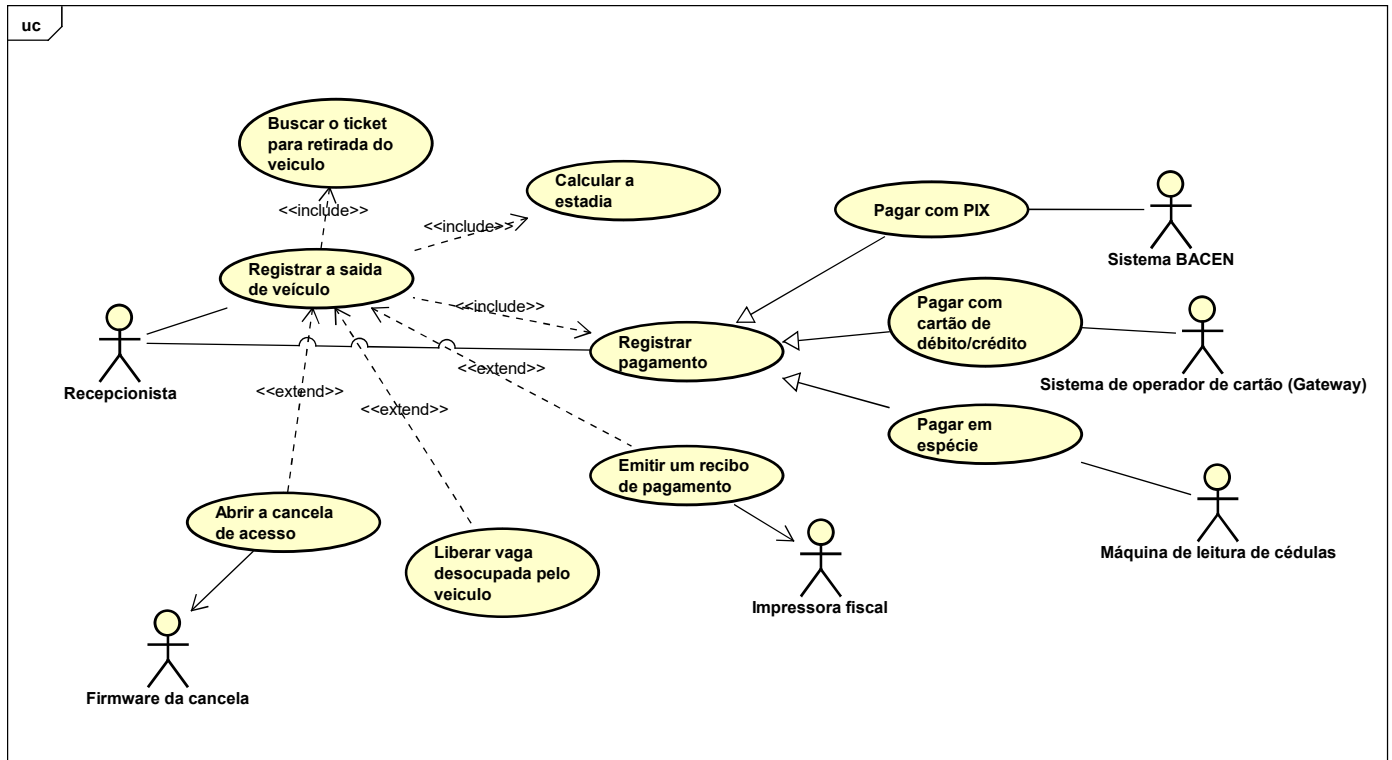 uc
Buscar o ticket
para retirada do
veiculo
Calcular a
estadia
<<include>>
<<include>>
Pagar com PIX
Sistema BACEN
Registrar a saida
de veículo
<<include>>
Pagar com
cartão de
débito/crédito
Registrar
pagamento
Recepcionista
<<extend>>
<<extend>>
<<extend>>
Sistema de operador de cartão (Gateway)
Pagar em
espécie
Emitir um recibo
de pagamento
Abrir a cancela
de acesso
Liberar vaga
desocupada pelo
veiculo
Máquina de leitura de cédulas
Impressora fiscal
Firmware da cancela